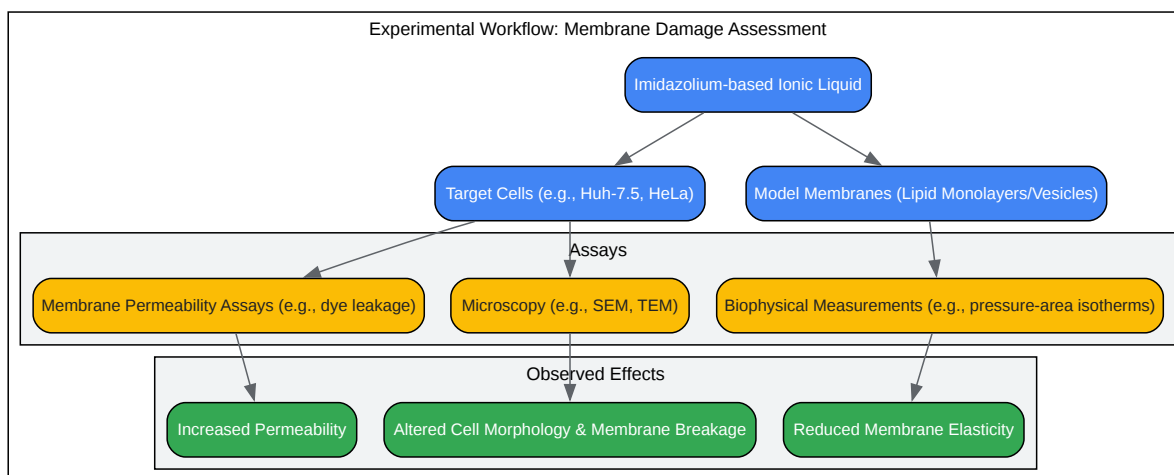 Experimental Workflow: Membrane Damage Assessment
Imidazolium-based Ionic Liquid
Target Cells (e.g., Huh-7.5, HeLa)
Model Membranes (Lipid Monolayers/Vesicles)
Assays
Membrane Permeability Assays (e.g., dye leakage)
Microscopy (e.g., SEM, TEM)
Biophysical Measurements (e.g., pressure-area isotherms)
Observed Effects
Increased Permeability
Altered Cell Morphology & Membrane Breakage
Reduced Membrane Elasticity